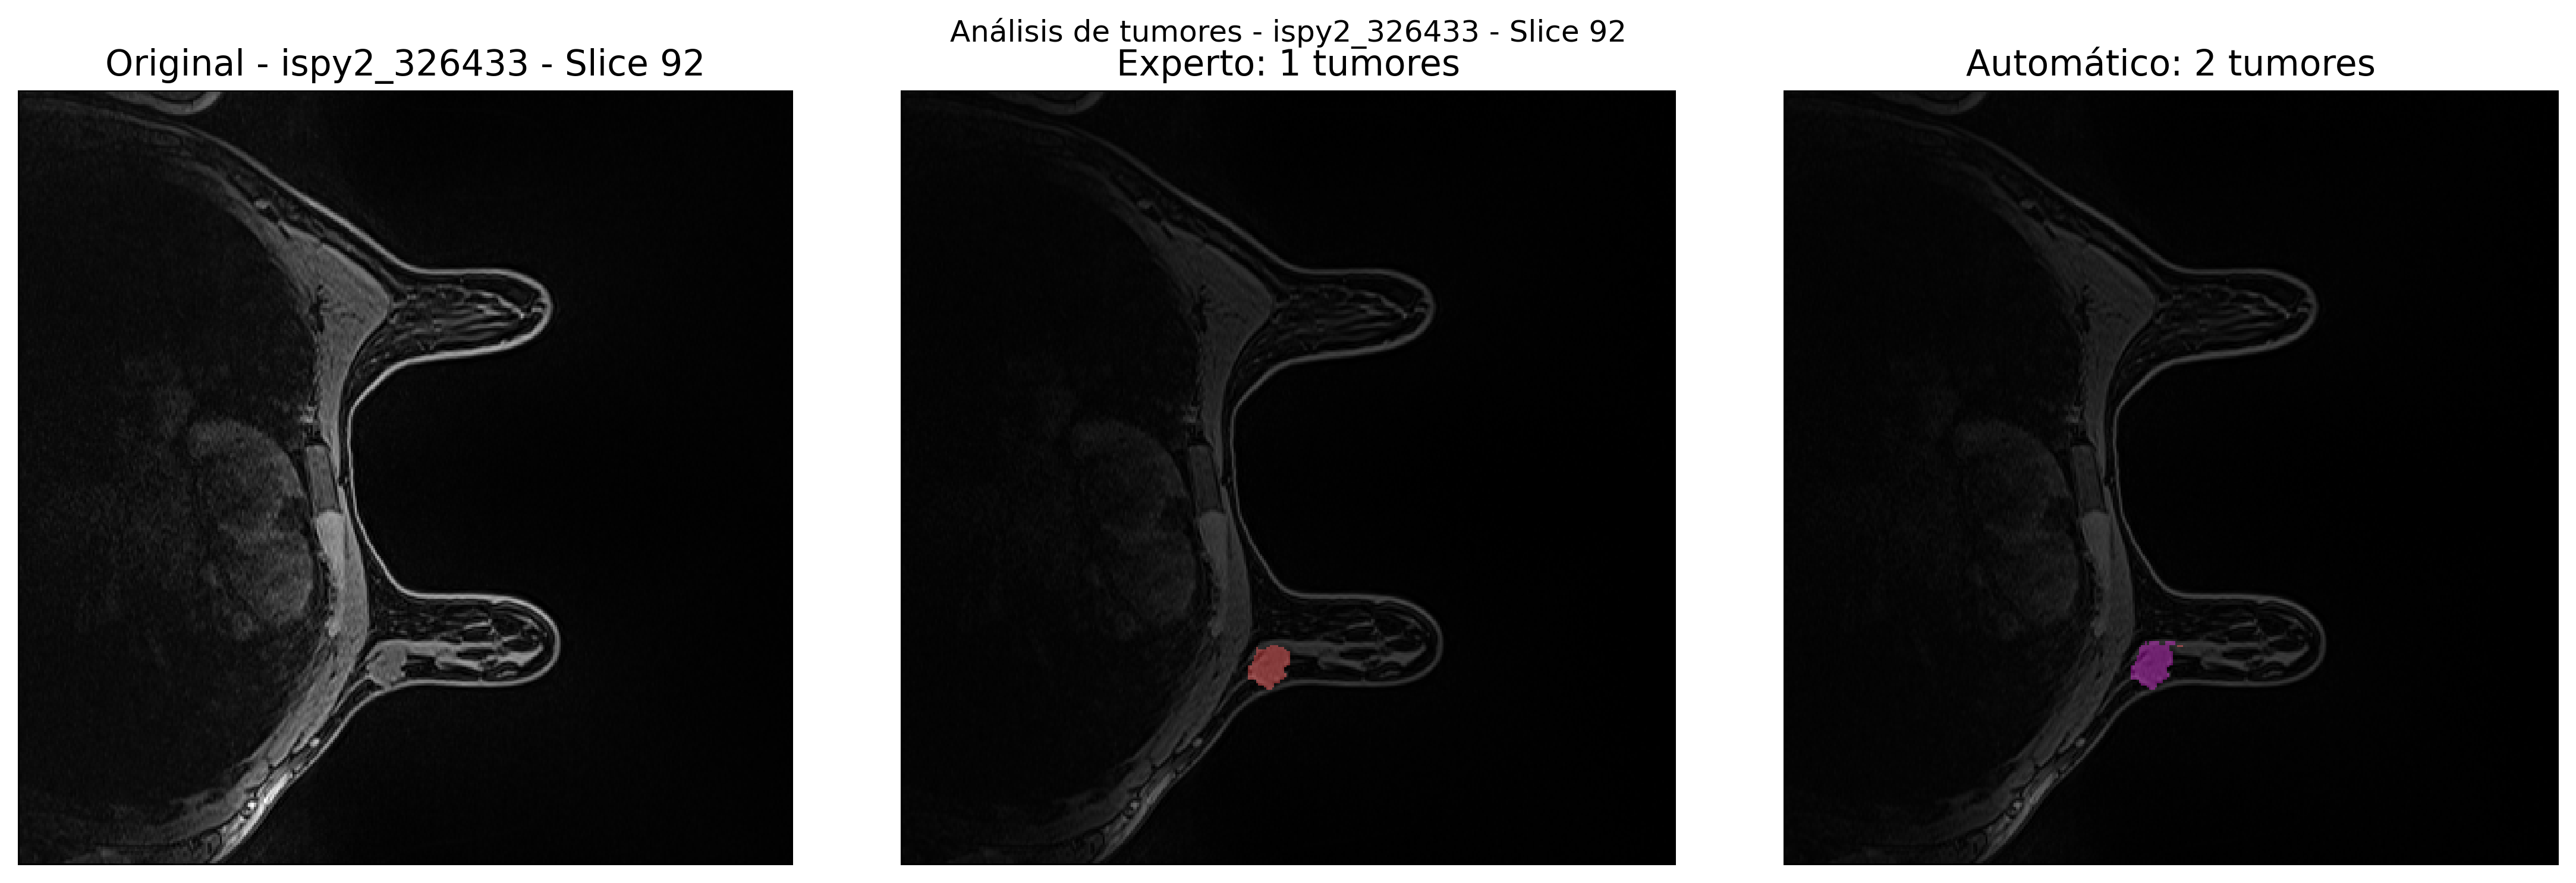 Análisis de tumores - ispy2_326433 - Slice 92
Original - ispy2_326433 - Slice 92
Experto: 1 tumores
Automático: 2 tumores